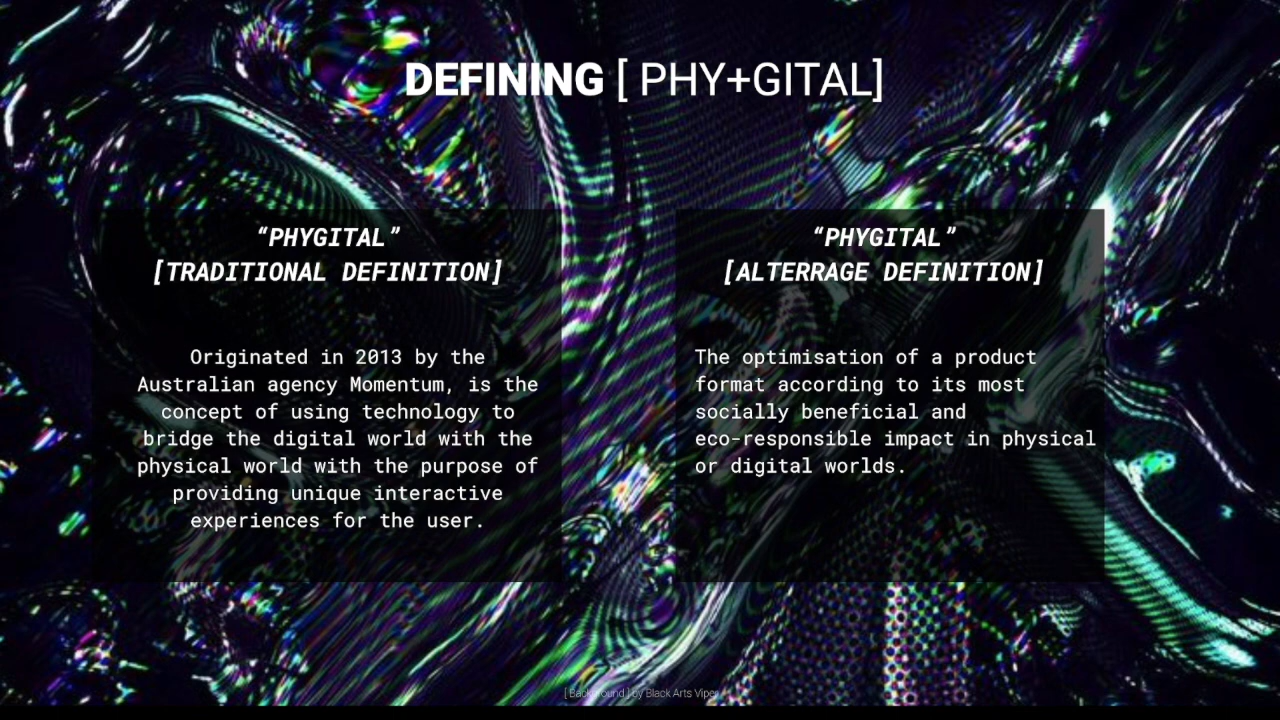 DEFINING [ PHY+GITAL]
“PHYGITAL”
[TRADITIONAL DEFINITION]
Originated in 2013 by the
Australian agency Momentum, is the
concept of using technology to
bridge the digital world with the
physical world with the purpose of
providing unique interactive
experiences for the user.
“PHYGITAL”
[ALTERRAGE DEFINITION]
The optimisation of a product
format according to its most
socially beneficial and
eco-responsible impact in physical
or digital worlds.
[ Background ] by Black Arts Viper